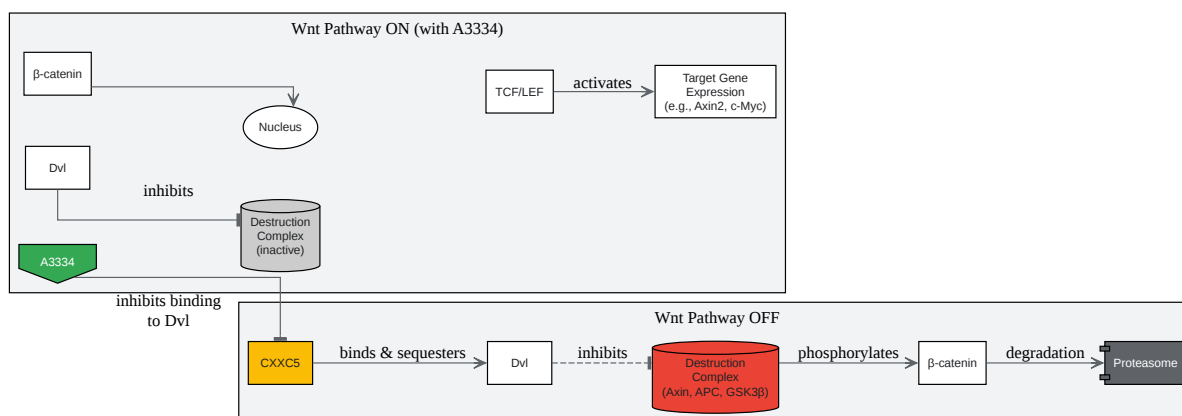 Wnt Pathway ON (with A3334)
β-catenin
Nucleus
TCF/LEF
activates
Target Gene
Expression
(e.g., Axin2, c-Myc)
Dvl
inhibits
Destruction
Complex
(inactive)
A3334
inhibits binding
to Dvl
Wnt Pathway OFF
CXXC5
binds & sequesters
Dvl
inhibits
Destruction
Complex
(Axin, APC, GSK3β)
phosphorylates
β-catenin
degradation
Proteasome